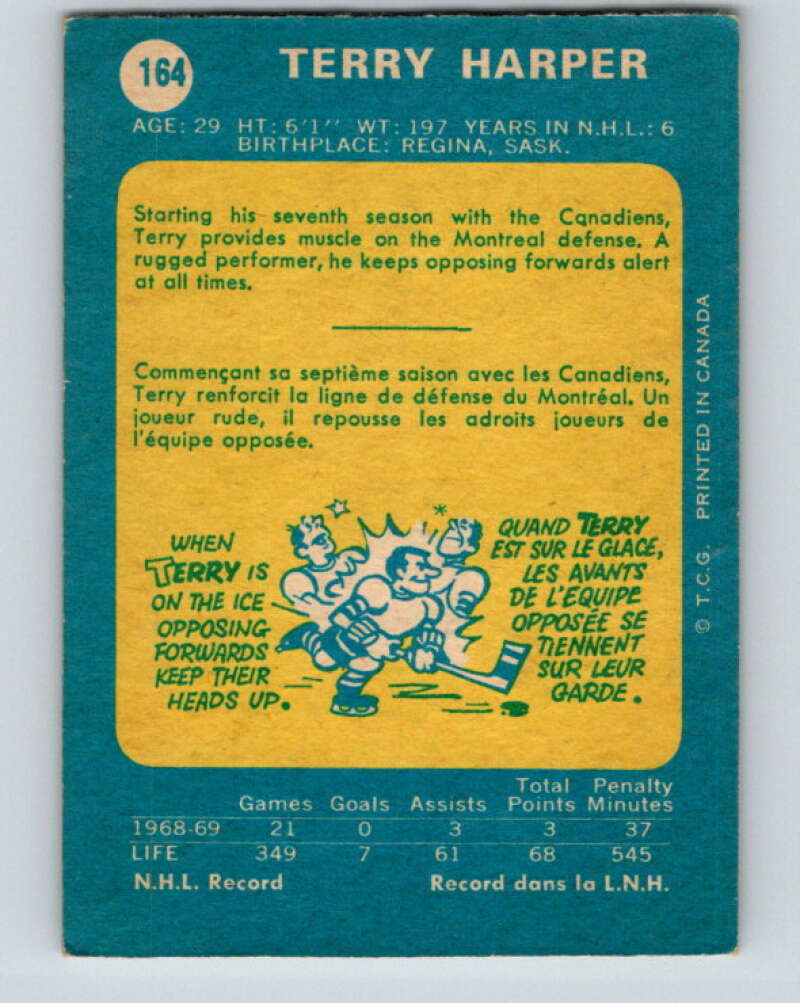 164
TERRY HARPER
AGE: 29 HT: 6'1'' WT: 197 YEARS IN N.H.L.: 6
BIRTHPLACE: REGINA, SASK.
Starting his seventh season with the Canadiens,
Terry provides muscle on the Montreal defense. A
rugged performer, he keeps opposing forwards alert
at all times.
Commençant sa septième saison avec les Canadiens,
Terry renforcit la ligne de défense du Montréal. Un
joueur rude, il repousse les adroits joueurs de
l'équipe opposée.
WHEN
TERRY IS
ON THE ICE
OPPOSING
FORWARDS
KEEP THEIR
HEADS UP.
QUAND TERRY
EST SUR LE GLACE,
LES AVANTS
DE L'ÉQUIPE
OPPOSÉE SE
TIENNENT
SUR LEUR
GARDE.
© T.C.G. PRINTED IN CANADA
Total Penalty
Games Goals Assists Points Minutes
1968-69 21 0 3 3 37
LIFE 349 7 61 68 545
N.H.L. Record Record dans la L.N.H.